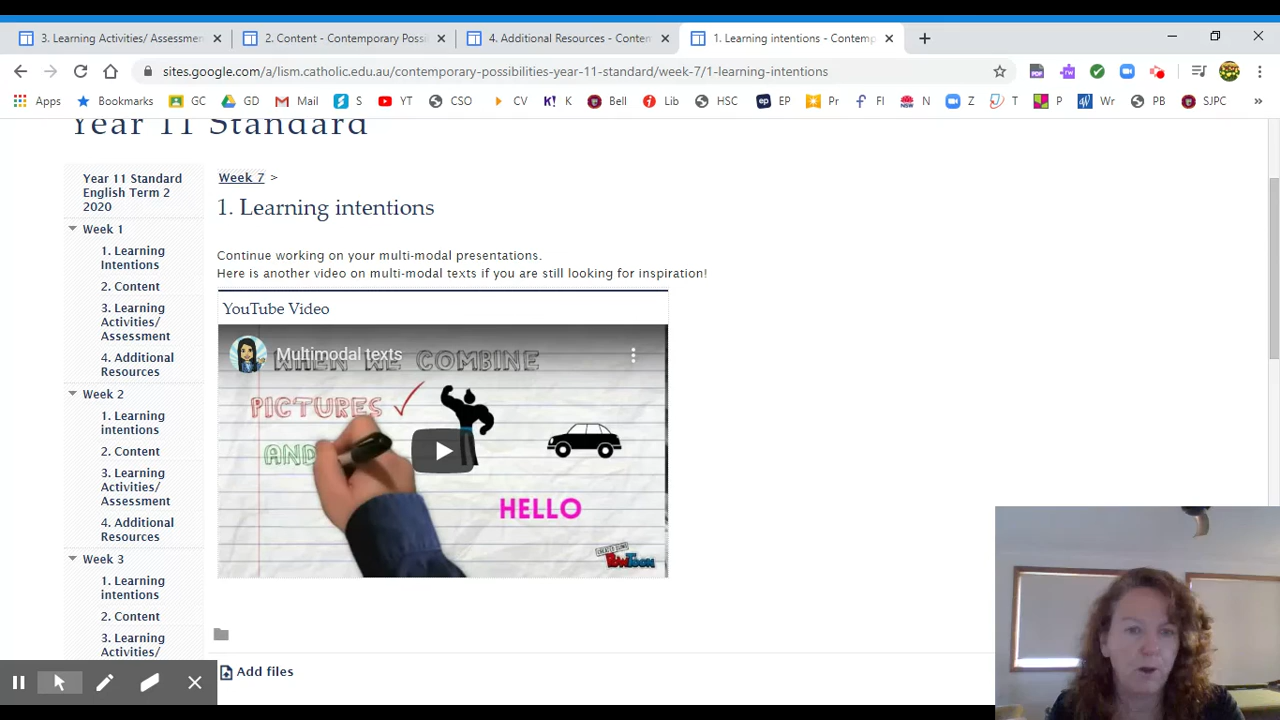 3. Learning Activities/ Assessmen
2. Content - Contemporary Poss
4. Additional Resources - Conten
1. Learning intentions - Contemp
sites.google.com/a/lism.catholic.edu.au/contemporary-possibilities-year-11-standard/week-7/1-learning-intentions
Apps Bookmarks GC GD Mail S YT CSO CV K Bell Lib HSC EP Pr FI N Z T P Wr PB SJPC »
Year 11 Standard
Year 11 Standard
English Term 2
2020
Week 1
1. Learning
Intentions
2. Content
3. Learning
Activities/
Assessment
4. Additional
Resources
Week 2
1. Learning
intentions
2. Content
3. Learning
Activities/
Assessment
4. Additional
Resources
Week 3
1. Learning
intentions
2. Content
3. Learning
Activities/
Week 7 >
1. Learning intentions
Continue working on your multi-modal presentations.
Here is another video on multi-modal texts if you are still looking for inspiration!
YouTube Video
Multimodal texts
WHEN WE COMBINE
PICTURES
AND
HELLO
CREATED USING
POWTOON
Add files